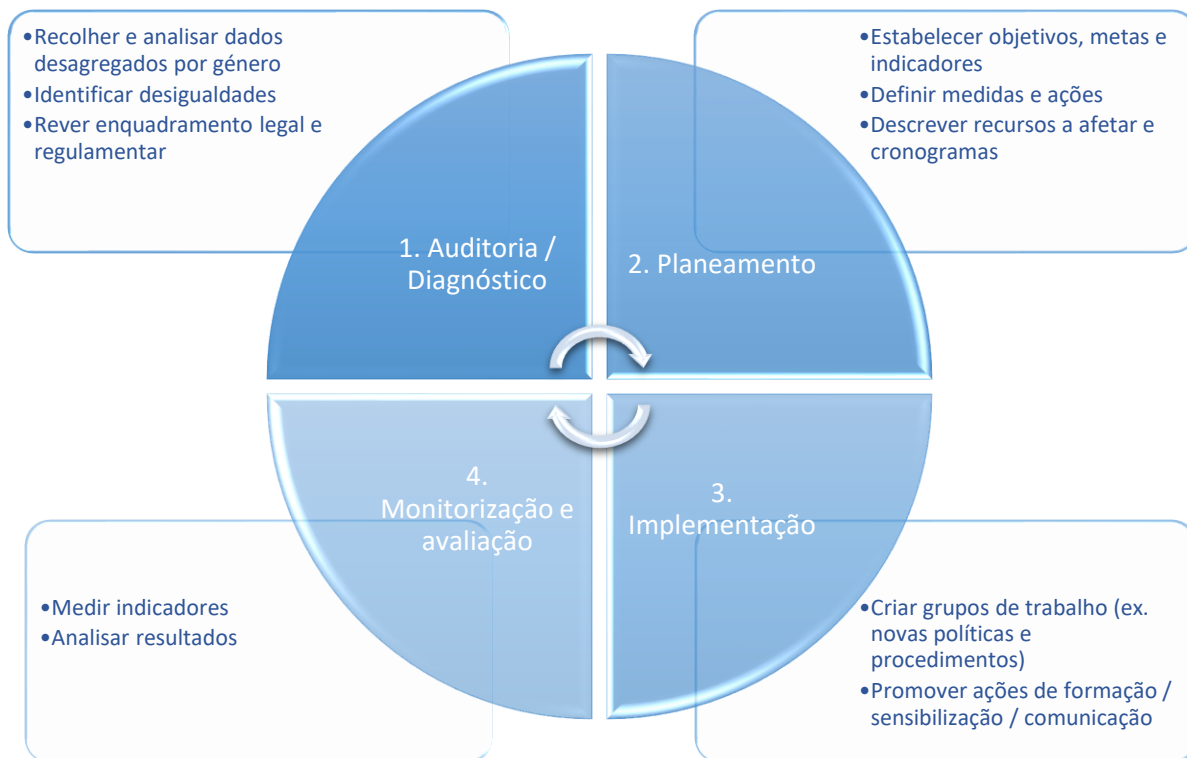 •Recolher e analisar dados
desagregados por género
•Identificar desigualdades
•Rever enquadramento legal e
regulamentar
•Estabelecer objetivos, metas e
indicadores
•Definir medidas e ações
•Descrever recursos a afetar e
cronogramas
1. Auditoria /
Diagnóstico
2. Planeamento
4.
Monitorização e
avaliação
3.
Implementação
•Medir indicadores
•Analisar resultados
•Criar grupos de trabalho (ex.
novas políticas e
procedimentos)
•Promover ações de formação /
sensibilização / comunicação